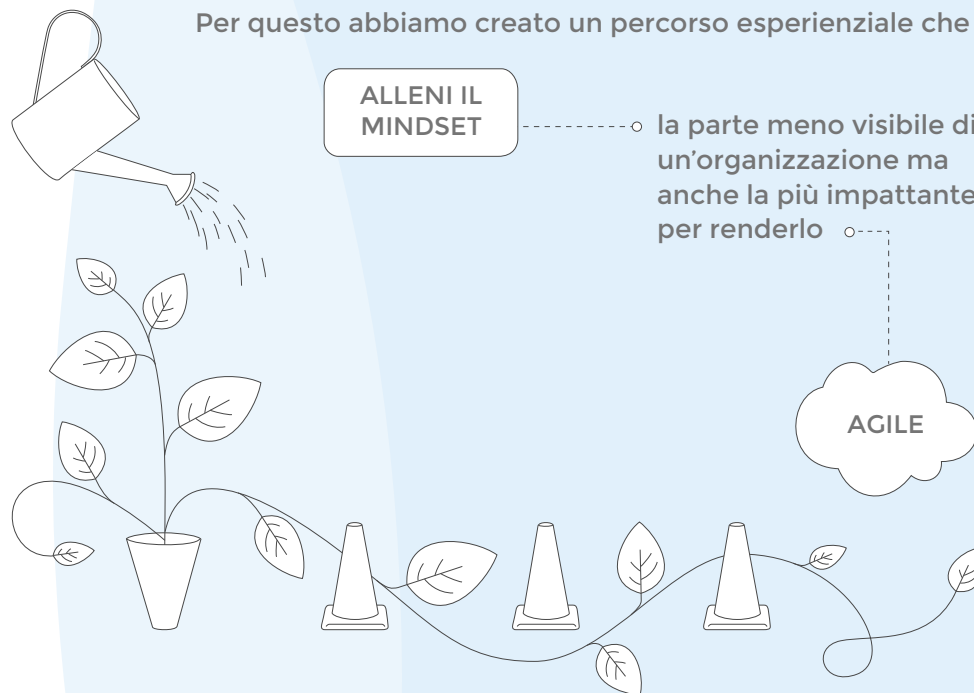 Per questo abbiamo creato un percorso esperienziale che
ALLENI IL
MINDSET
la parte meno visibile di
un'organizzazione ma
anche la più impattante
per renderlo
AGILE